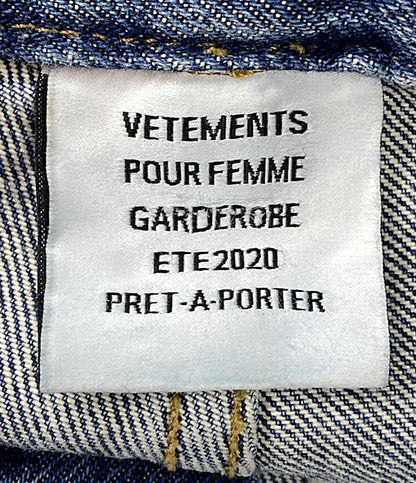 VETEMENTS
POUR FEMME
GARDEROBE
ETE2020
PRET-A-PORTER